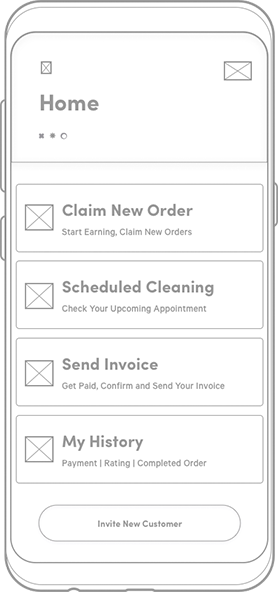 Home
Claim New Order
Start Earning, Claim New Orders
Scheduled Cleaning
Check Your Upcoming Appointment
Send Invoice
Get Paid, Confirm and Send Your Invoice
My History
Payment | Rating | Completed Order
Invite New Customer